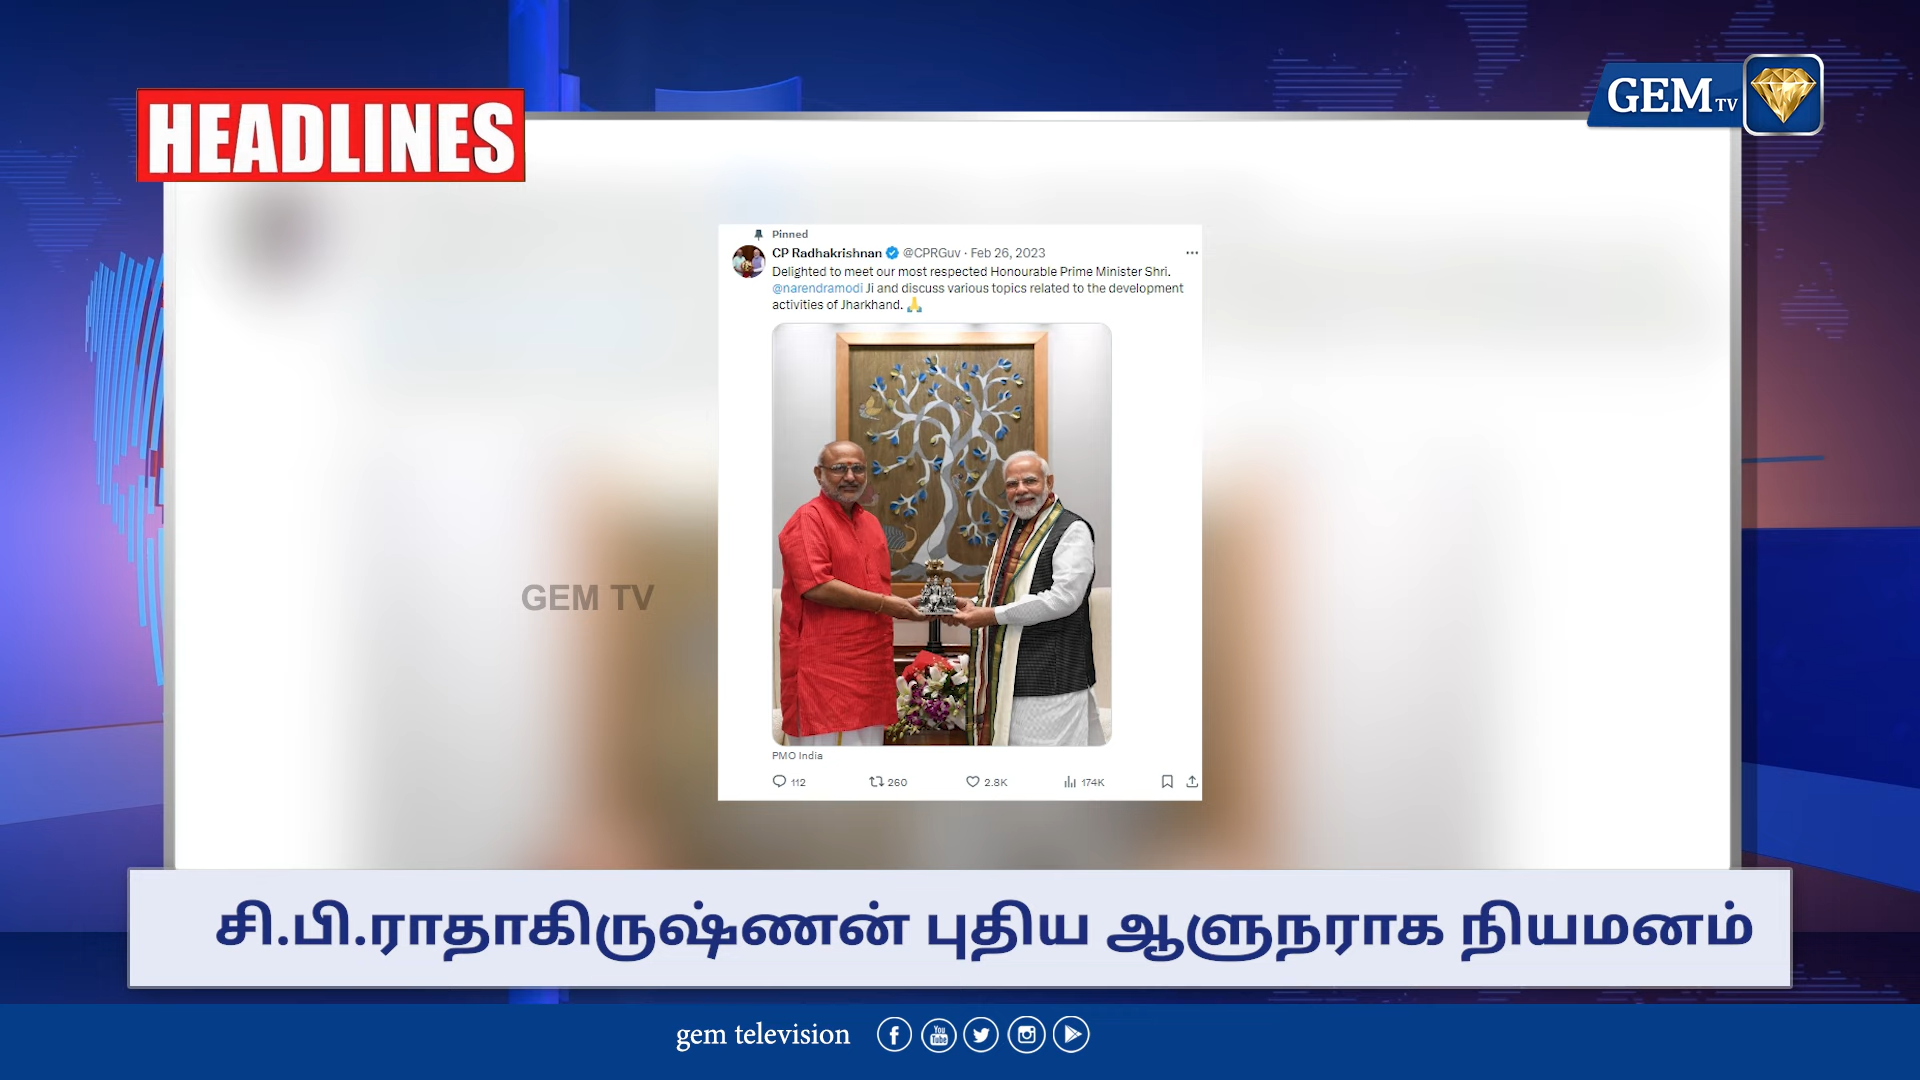 HEADLINES
GEM TV
Pinned
CP Radhakrishnan @CPRGuv · Feb 26, 2023
Delighted to meet our most respected Honourable Prime Minister Shri.
@narendramodi Ji and discuss various topics related to the development
activities of Jharkhand. 🙏
GEM TV
PMO India
112 260 2.8K 174K
சி.பி.ராதாகிருஷ்ணன் புதிய ஆளுநராக நியமனம்
gem television f You Tube